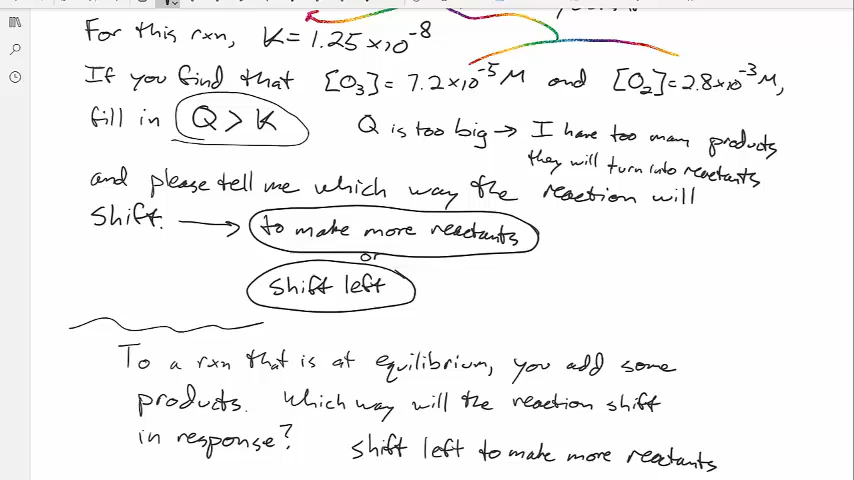 For this rxn, K = 1.25 x10⁻⁸
If you find that [O₃] = 7.2 x10⁻⁵ M and [O₂] = 2.8 x10⁻³ M,
fill in Q > K
Q is too big → I have too many products
they will turn into reactants
and please tell me which way the reaction will
shift. → to make more reactants
or
shift left
To a rxn that is at equilibrium, you add some
products. Which way will the reaction shift
in response?
shift left to make more reactants